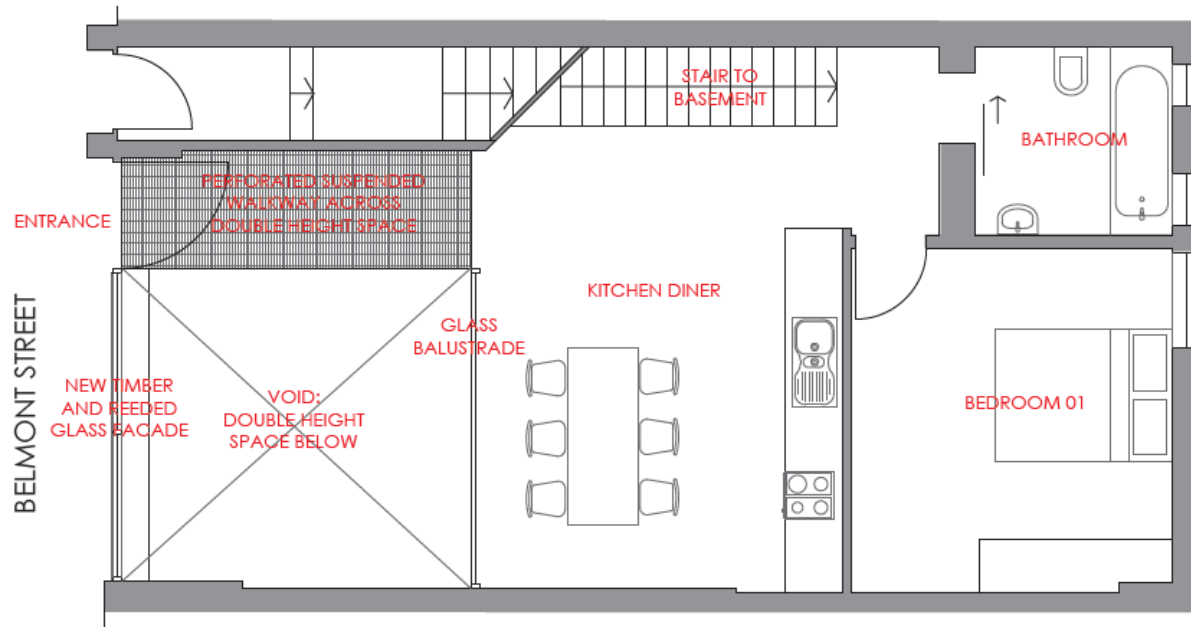 STAIR TO
BASEMENT
BATHROOM
PERFORATED SUSPENDED
WALKWAY ACROSS
DOUBLE HEIGHT SPACE
ENTRANCE
KITCHEN DINER
GLASS
BALUSTRADE
BELMONT STREET
NEW TIMBER
AND REEDED
GLASS FACADE
VOID:
DOUBLE HEIGHT
SPACE BELOW
BEDROOM 01